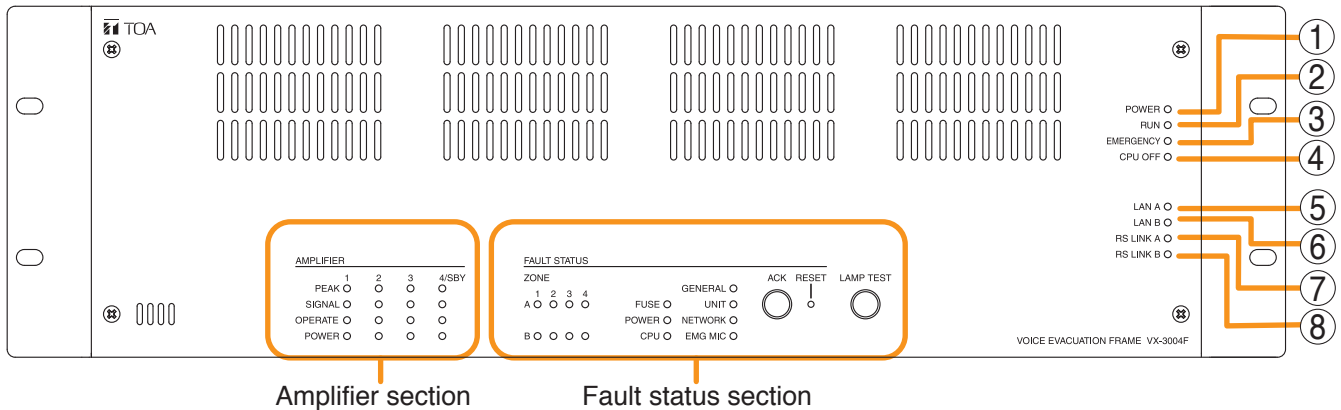 TOA
1
2
POWER
RUN
3
EMERGENCY
CPU OFF
4
LAN A
5
LAN B
6
RS LINK A
RS LINK B
7
8
AMPLIFIER
1 2 3 4/SBY
PEAK
SIGNAL
OPERATE
POWER
FAULT STATUS
ZONE
1 2 3 4
A
B
FUSE
POWER
CPU
GENERAL
UNIT
NETWORK
EMG MIC
ACK RESET LAMP TEST
VOICE EVACUATION FRAME VX-3004F
Amplifier section
Fault status section